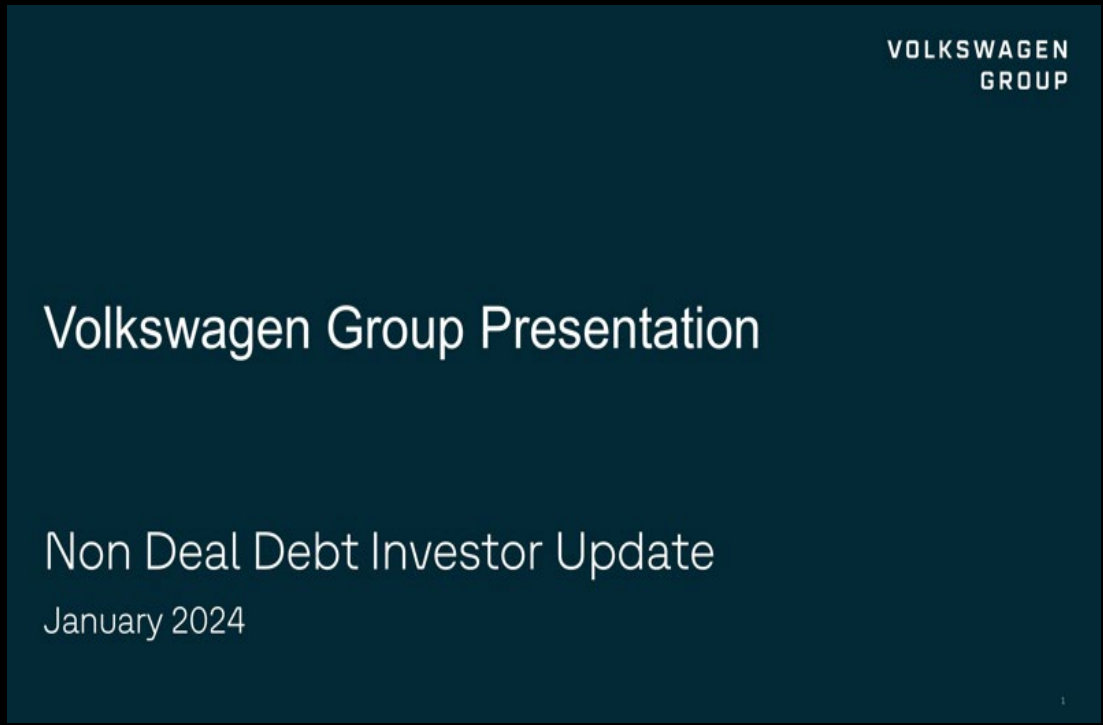 VOLKSWAGEN
GROUP
Volkswagen Group Presentation
Non Deal Debt Investor Update
January 2024
1